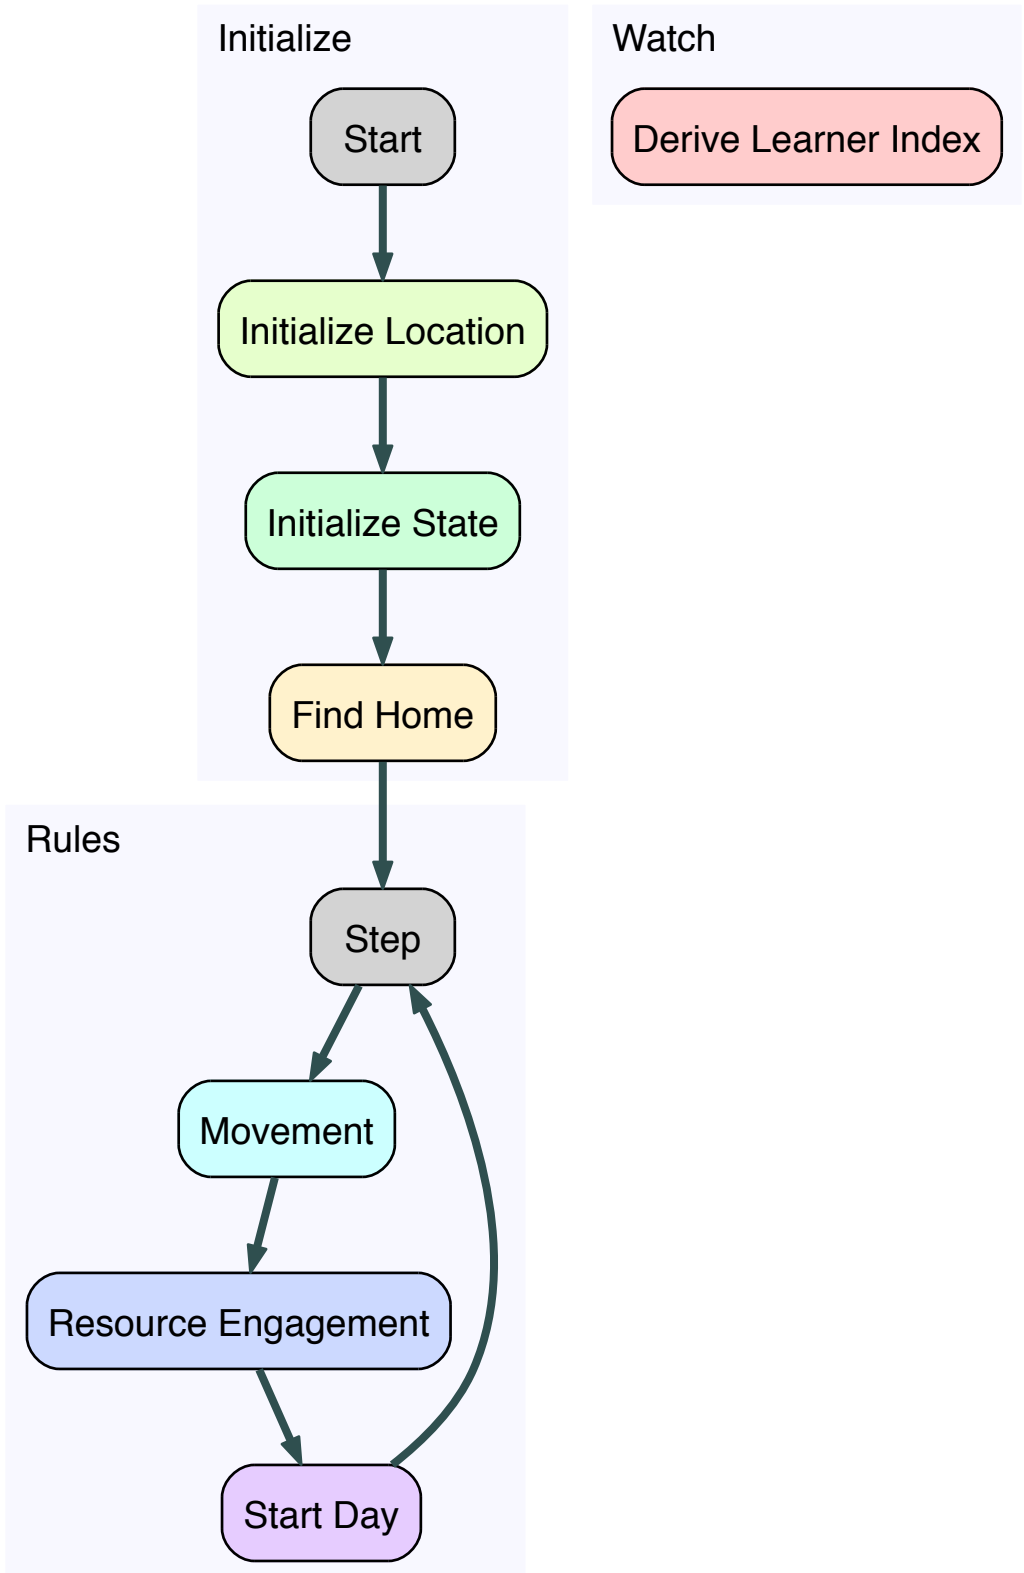 Initialize
Start
Initialize Location
Initialize State
Find Home
Watch
Derive Learner Index
Rules
Step
Movement
Resource Engagement
Start Day